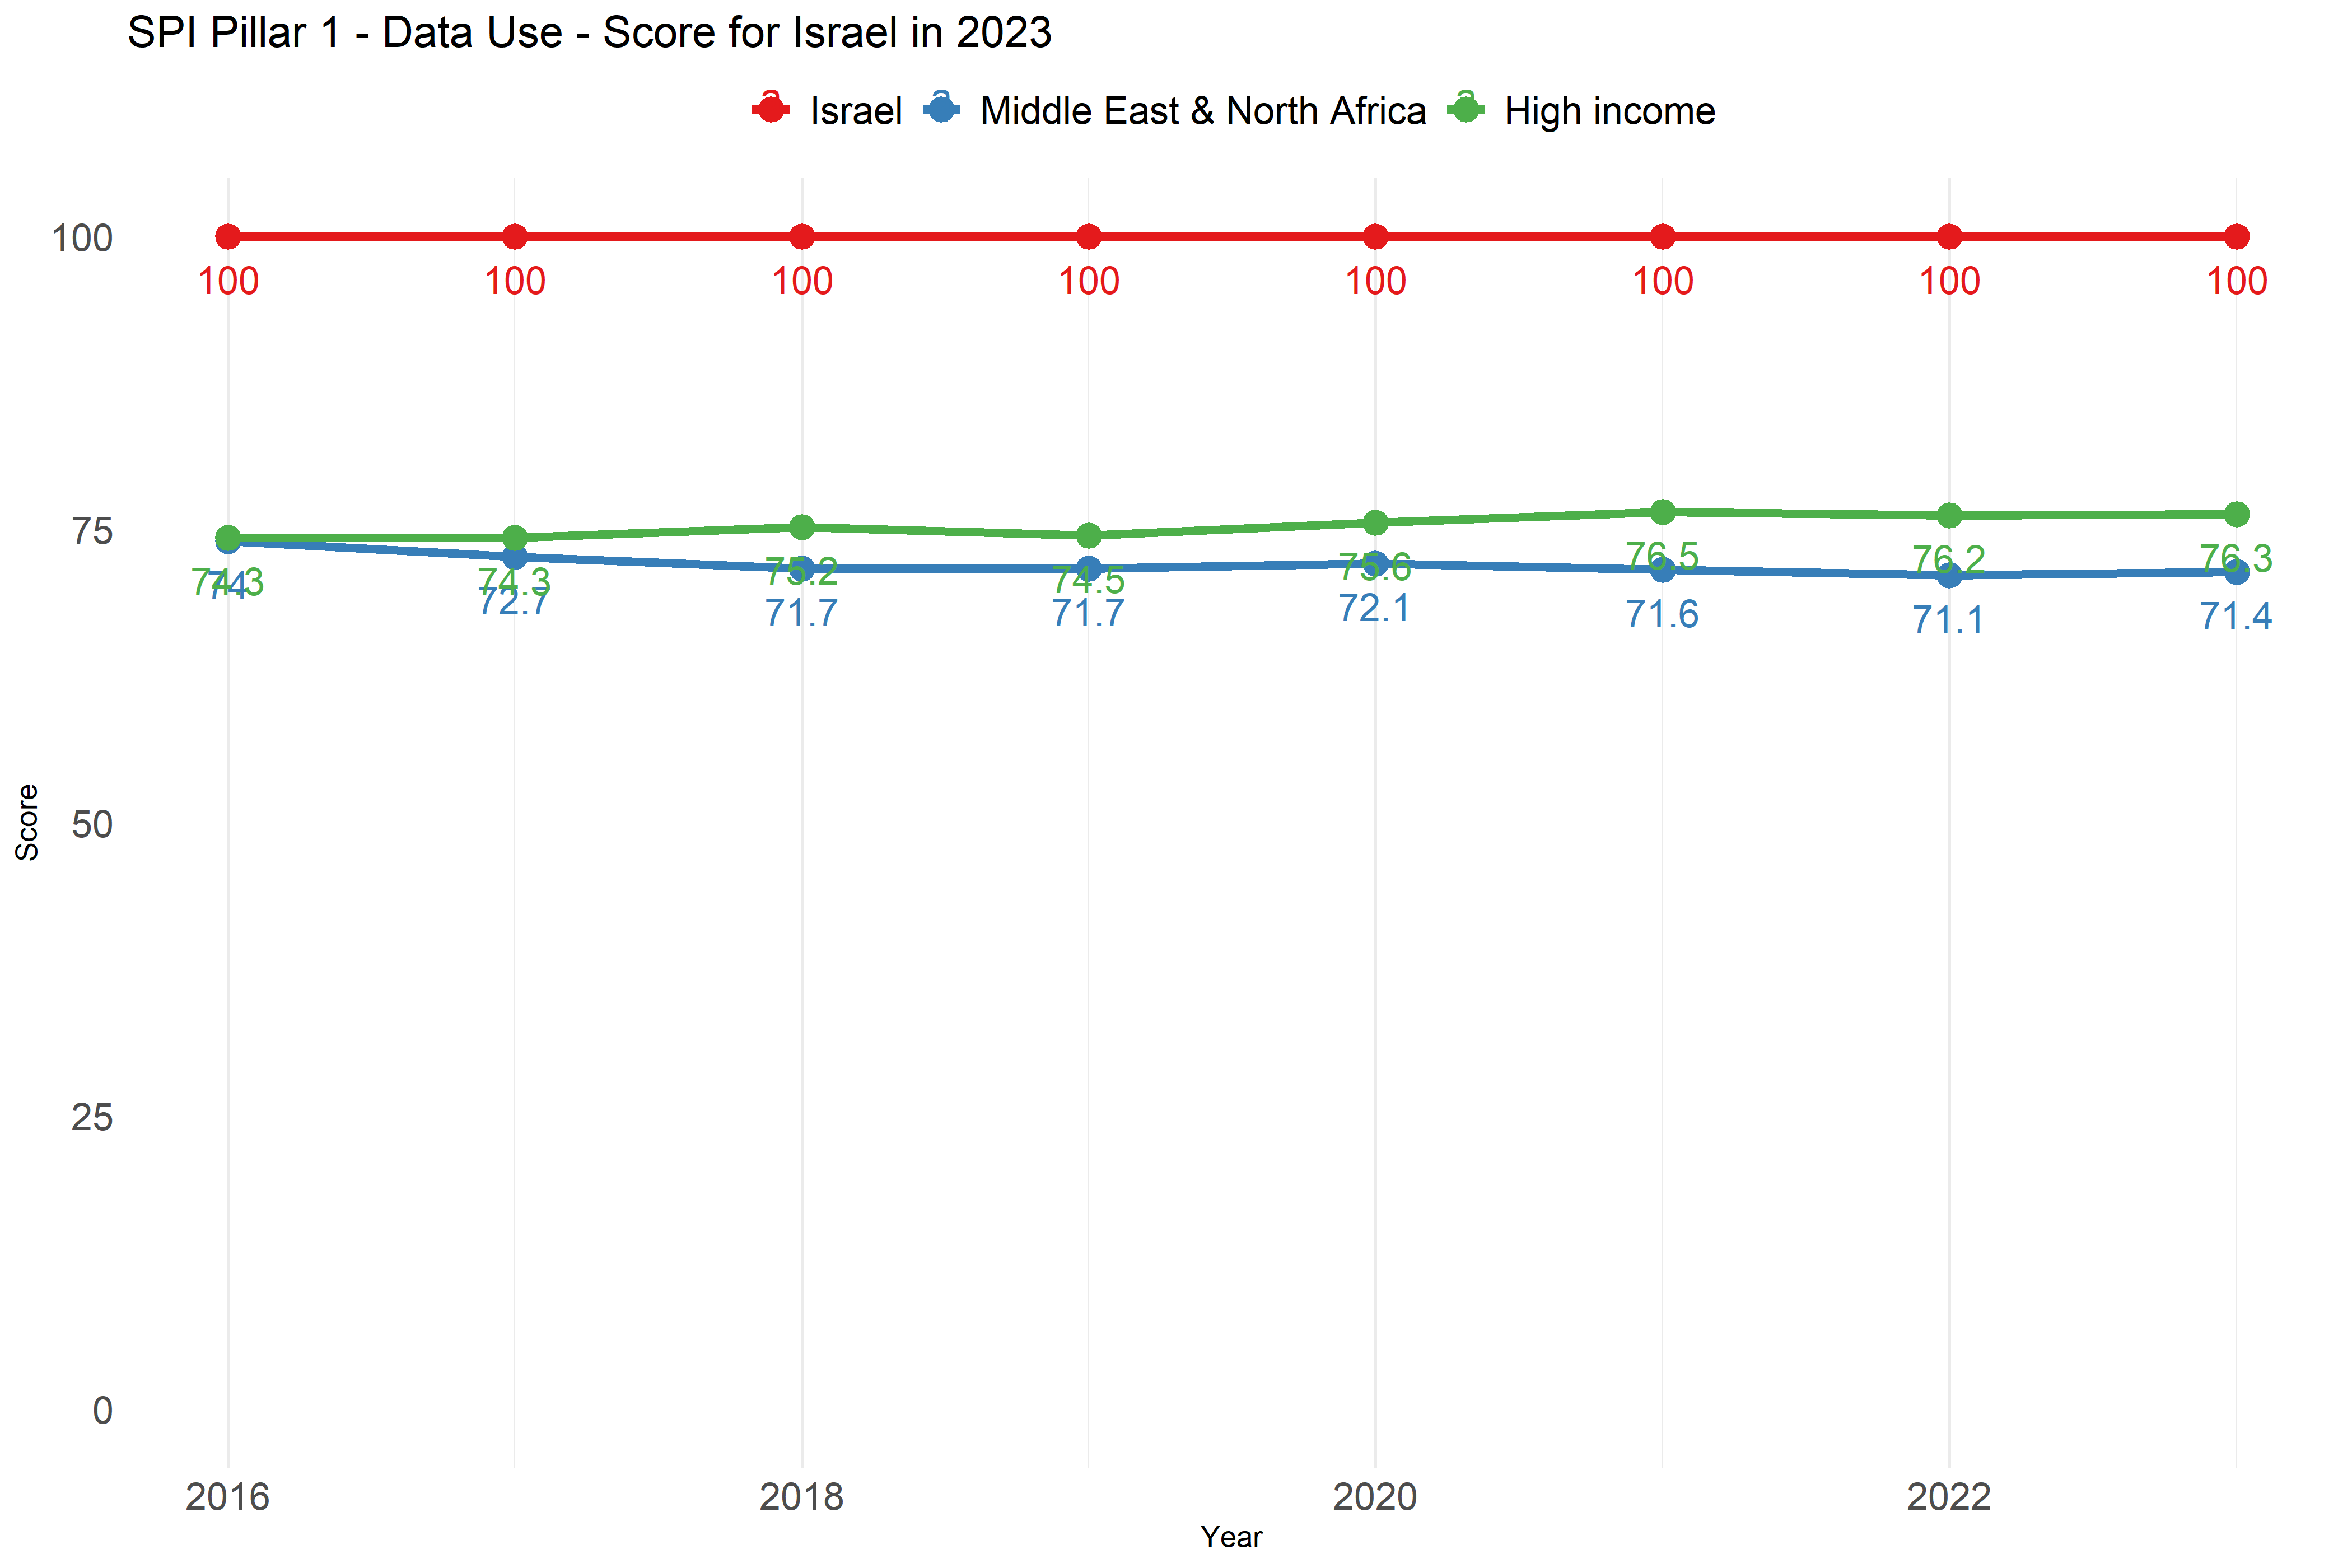 SPI Pillar 1 - Data Use - Score for Israel in 2023
Israel Middle East & North Africa High income
100
100 100 100 100 100 100 100 100
75
74.3 74.3 75.2 74.5 75.6 76.5 76.2 76.3
74 72.7 71.7 71.7 72.1 71.6 71.1 71.4
50
Score
25
0
2016 2018 2020 2022
Year